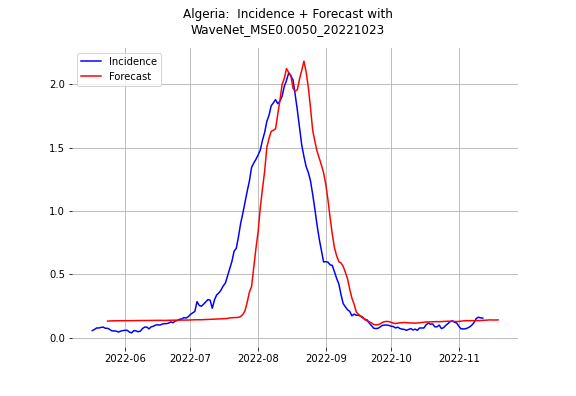 Algeria:  Incidence + Forecast with
WaveNet_MSE0.0050_20221023
Incidence
Forecast
2.0
1.5
1.0
0.5
0.0
2022-06
2022-07
2022-08
2022-09
2022-10
2022-11